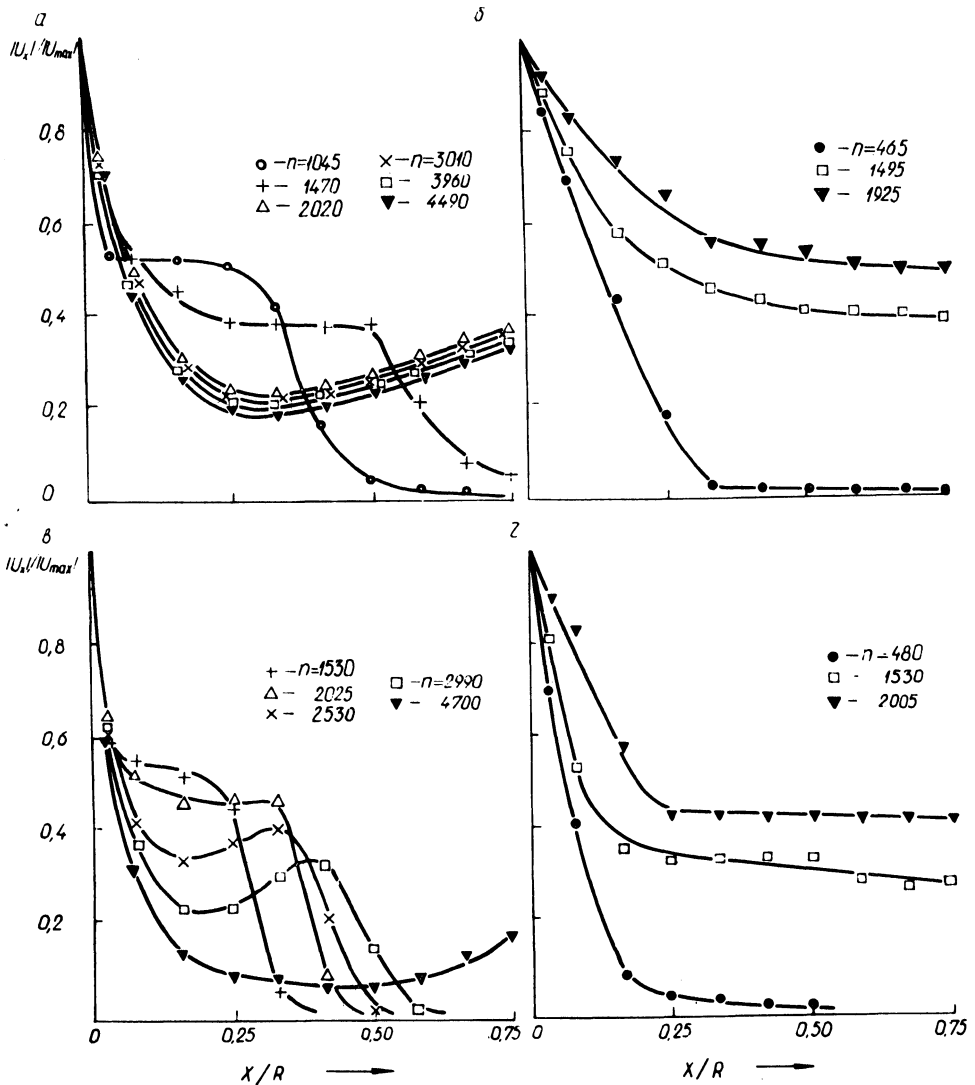 а
б
|Uₓ|/|Umax|
0,8
0,6
0,4
0,2
0
⊙ –n=1045
+ – 1470
△ – 2020
× –n=3010
□ – 3960
▼ – 4490
● –n=465
□ – 1495
▼ – 1925
в
г
|Uₓ|/|Umax|
0,8
0,6
0,4
0,2
+ –n=1530
△ – 2025
× – 2530
□ –n=2990
▼ – 4700
● –n=480
□ - 1530
▼ – 2005
0 0,25 0,50 0,75
0 0,25 0,50 0,75
X/R →
X/R →